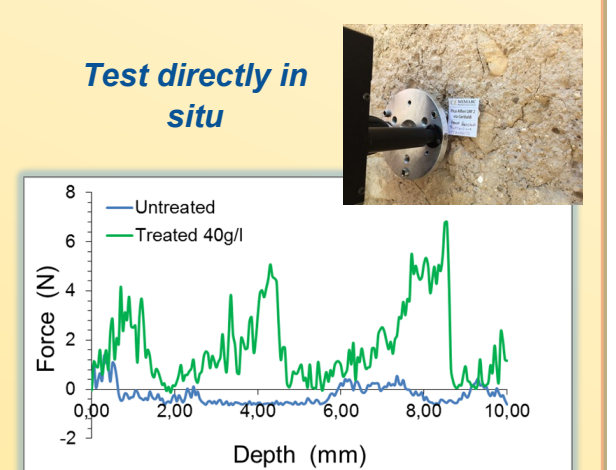 Test directly in
situ
8
6
4
2
0
-2
Force (N)
Untreated
Treated 40g/l
0,00 2,00 4,00 6,00 8,00 10,00
Depth (mm)